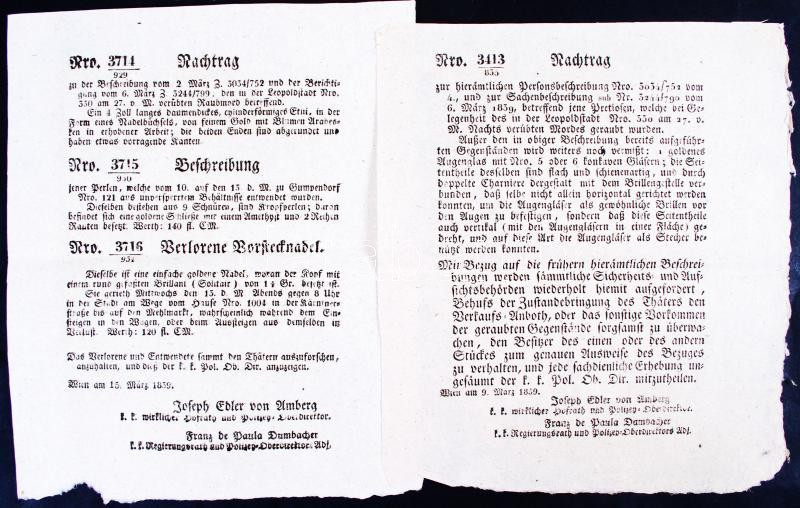 Nro. 3714/929 Nachtrag
zu der Beschreibung vom 2 März Z. 3034/752 und der Berichti-
gung vom 6. März Z. 3244/799, den in der Leopoldstadt Nro.
530 am 27. v. M. verübten Raubmord betreffend.
Ein 4 Zoll langes daumendickes, cylinderförmiges Etui, in der
Form eines Nadelbüchsels, von feinem Gold mit Blumen Arabes-
ken in erhobener Arbeit; die beiden Enden sind abgerundet und
haben etwas vorragende Kanten.
Nro. 3715/930 Beschreibung
jener Perlen, welche vom 10. auf den 15 d. M. zu Gumpendorf
Nro. 121 aus unversperrtem Behältnisse entwendet wurden.
Dieselben bestehen aus 9 Schnüren, sind Kropfperlen; daran
befindet sich eine goldene Schließe mit einem Amethyst und 2 Reihen
Rauten besetzt. Werth: 140 fl. CM.
Nro. 3716/931 Verlorene Vorstecknadel.
Dieselbe ist eine einfache goldene Nadel, woran der Kopf mit
einem rund gefaßten Brillant (Solitär) von 1¼ Gr. besetzt ist.
Sie gerieth Mittwochs den 13. d. M. Abends gegen 8 Uhr
in der Stadt am Wege vom Hause Nro. 1004 in der Kärntner-
straße bis auf den Mehlmarkt, wahrscheinlich während dem Ein-
steigen in den Wagen, oder beim Aussteigen aus demselben in
Verlust. Werth: 120 fl. CM.
Das Verlorene und Entwendete sammt den Thätern auszuforschen,
anzuhalten, und dieß der k. k. Pol. Ob. Dir. anzuzeigen.
Wien am 15. März 1839.
Joseph Edler von Amberg
k. k. wirklicher Hofrath und Polizey-Oberdirektor.
Franz de Paula Dumbacher
k. k. Regierungsrath und Polizey-Oberdirektors Adj.
Nro. 3413/855 Nachtrag
zur hierämtlichen Personsbeschreibung Nro. 3034/752 vom
4., und zur Sachenbeschreibung sub Nr. 3244/799 vom
6. März 1839, betreffend jene Pretiosen, welche bei Ge-
legenheit des in der Leopoldstadt Nro. 530 am 27. v.
M. Nachts verübten Mordes geraubt wurden.
Außer den in obiger Beschreibung bereits aufgeführ-
ten Gegenständen wird weiters noch vermißt: 1 goldenes
Augenglas mit Nro. 5 oder 6 konkaven Gläsern; die Sei-
tentheile desselben sind flach und schienenartig, und durch
doppelte Charniere dergestalt mit dem Brillengestelle ver-
bunden, daß selbe nicht allein horizontal gerichtet werden
konnten, um die Augengläser als gewöhnliche Brillen vor
den Augen zu befestigen, sondern daß diese Seitentheile
auch vertikal (mit den Augengläsern in einer Fläche) ge-
dreht, und auf diese Art die Augengläser als Stecher be-
nützt werden konnten.
Mit Bezug auf die frühern hierämtlichen Beschrei-
bungen werden sämmtliche Sicherheits- und Auf-
sichtsbehörden wiederholt hiemit aufgefordert,
Behufs der Zustandebringung des Thäters den
Verkaufs-Anboth, oder das sonstige Vorkommen
der geraubten Gegenstände sorgsamst zu überwa-
chen, den Besitzer des einen oder des andern
Stückes zum genauen Ausweise des Bezuges
zu verhalten, und jede sachdienliche Erhebung un-
gesäumt der k. k. Pol. Ob. Dir. mitzutheilen.
Wien am 9. März 1839.
Joseph Edler von Amberg
k. k. wirklicher Hofrath und Polizey-Oberdirektor.
Franz de Paula Dumbacher
k. k. Regierungsrath und Polizey-Oberdirektors Adj.